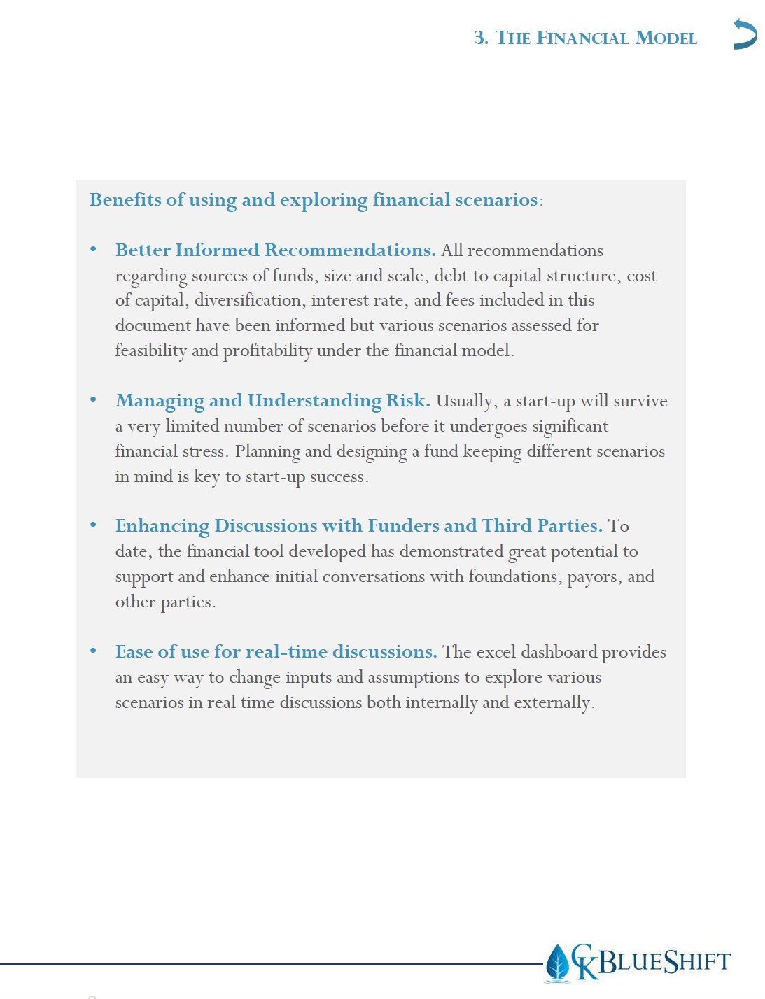 3. The Financial Model
Benefits of using and exploring financial scenarios:
• Better Informed Recommendations. All recommendations
regarding sources of funds, size and scale, debt to capital structure, cost
of capital, diversification, interest rate, and fees included in this
document have been informed but various scenarios assessed for
feasibility and profitability under the financial model.
• Managing and Understanding Risk. Usually, a start-up will survive
a very limited number of scenarios before it undergoes significant
financial stress. Planning and designing a fund keeping different scenarios
in mind is key to start-up success.
• Enhancing Discussions with Funders and Third Parties. To
date, the financial tool developed has demonstrated great potential to
support and enhance initial conversations with foundations, payors, and
other parties.
• Ease of use for real-time discussions. The excel dashboard provides
an easy way to change inputs and assumptions to explore various
scenarios in real time discussions both internally and externally.
CK BlueShift